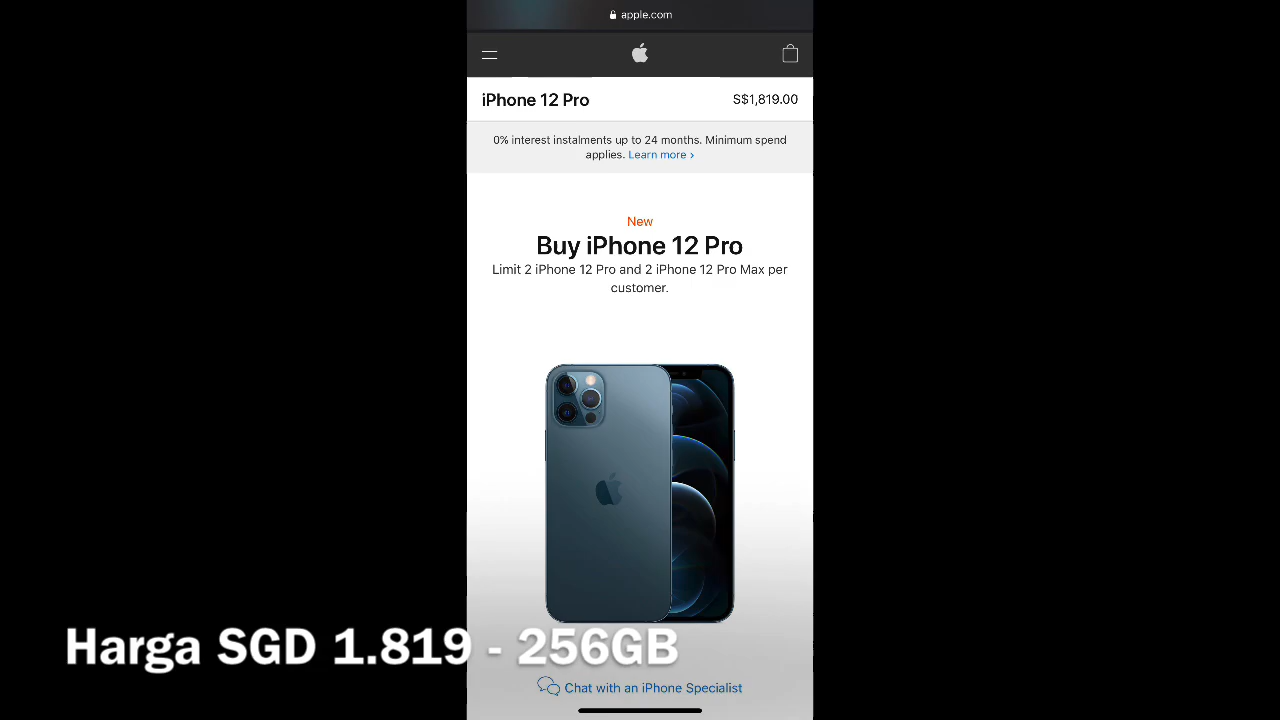 apple.com
iPhone 12 Pro S$1,819.00
0% interest instalments up to 24 months. Minimum spend
applies. Learn more ›
New
Buy iPhone 12 Pro
Limit 2 iPhone 12 Pro and 2 iPhone 12 Pro Max per
customer.
Harga SGD 1.819 - 256GB
Chat with an iPhone Specialist